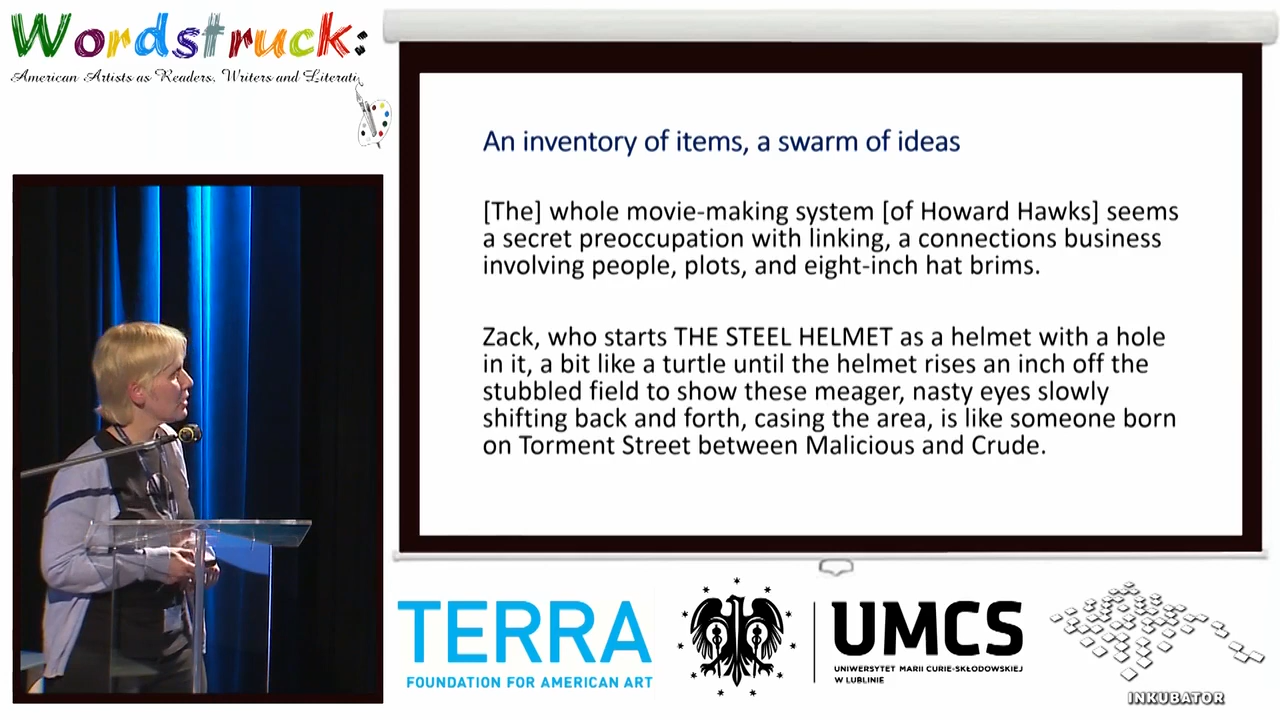 Wordstruck:
American Artists as Readers, Writers and Literati
An inventory of items, a swarm of ideas
[The] whole movie-making system [of Howard Hawks] seems
a secret preoccupation with linking, a connections business
involving people, plots, and eight-inch hat brims.
Zack, who starts THE STEEL HELMET as a helmet with a hole
in it, a bit like a turtle until the helmet rises an inch off the
stubbled field to show these meager, nasty eyes slowly
shifting back and forth, casing the area, is like someone born
on Torment Street between Malicious and Crude.
TERRA
FOUNDATION FOR AMERICAN ART
UMCS
UNIWERSYTET MARII CURIE-SKŁODOWSKIEJ
W LUBLINIE
INKUBATOR